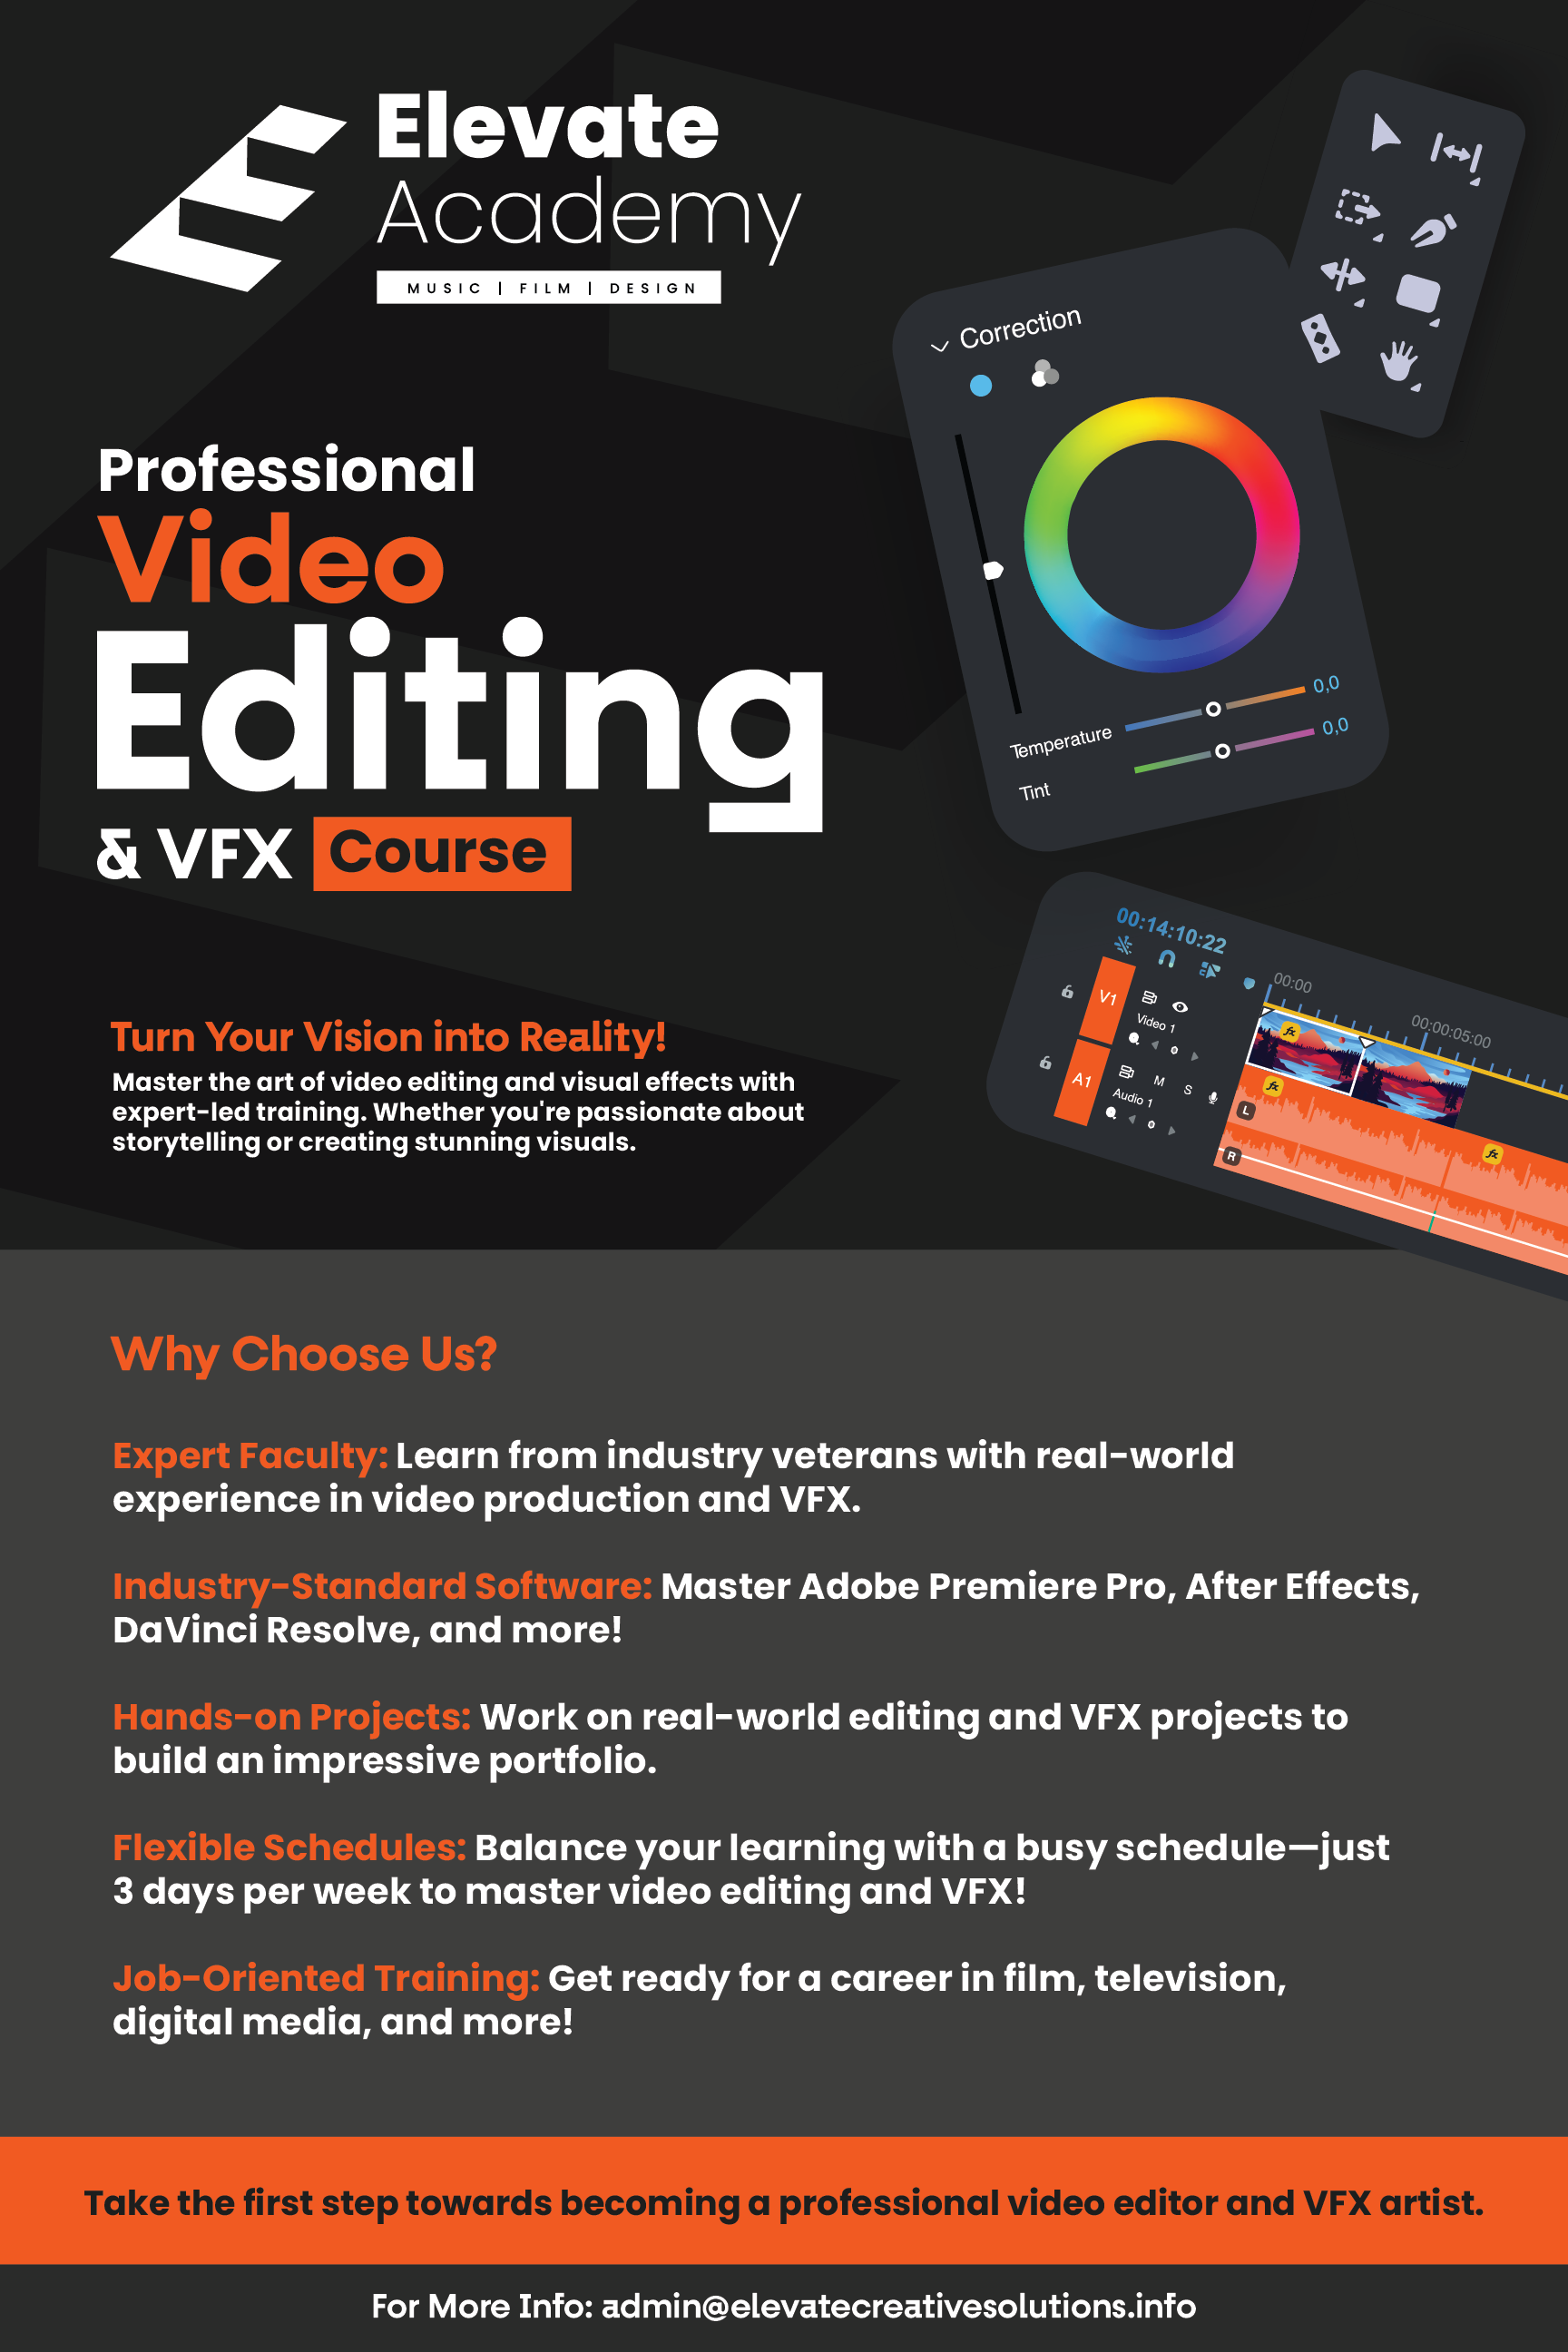 Elevate
Academy
MUSIC | FILM | DESIGN
Professional
Video
Editing
& VFX Course
Correction
Temperature
0,0
Tint
0,0
00:14:10:22
00:00
00:00:05:00
V1
Video 1
fx
A1
M
S
Audio 1
fx
L
fx
R
Turn Your Vision into Reality!
Master the art of video editing and visual effects with
expert-led training. Whether you're passionate about
storytelling or creating stunning visuals.
Why Choose Us?
Expert Faculty: Learn from industry veterans with real-world
experience in video production and VFX.
Industry-Standard Software: Master Adobe Premiere Pro, After Effects,
DaVinci Resolve, and more!
Hands-on Projects: Work on real-world editing and VFX projects to
build an impressive portfolio.
Flexible Schedules: Balance your learning with a busy schedule—just
3 days per week to master video editing and VFX!
Job-Oriented Training: Get ready for a career in film, television,
digital media, and more!
Take the first step towards becoming a professional video editor and VFX artist.
For More Info: admin@elevatecreativesolutions.info